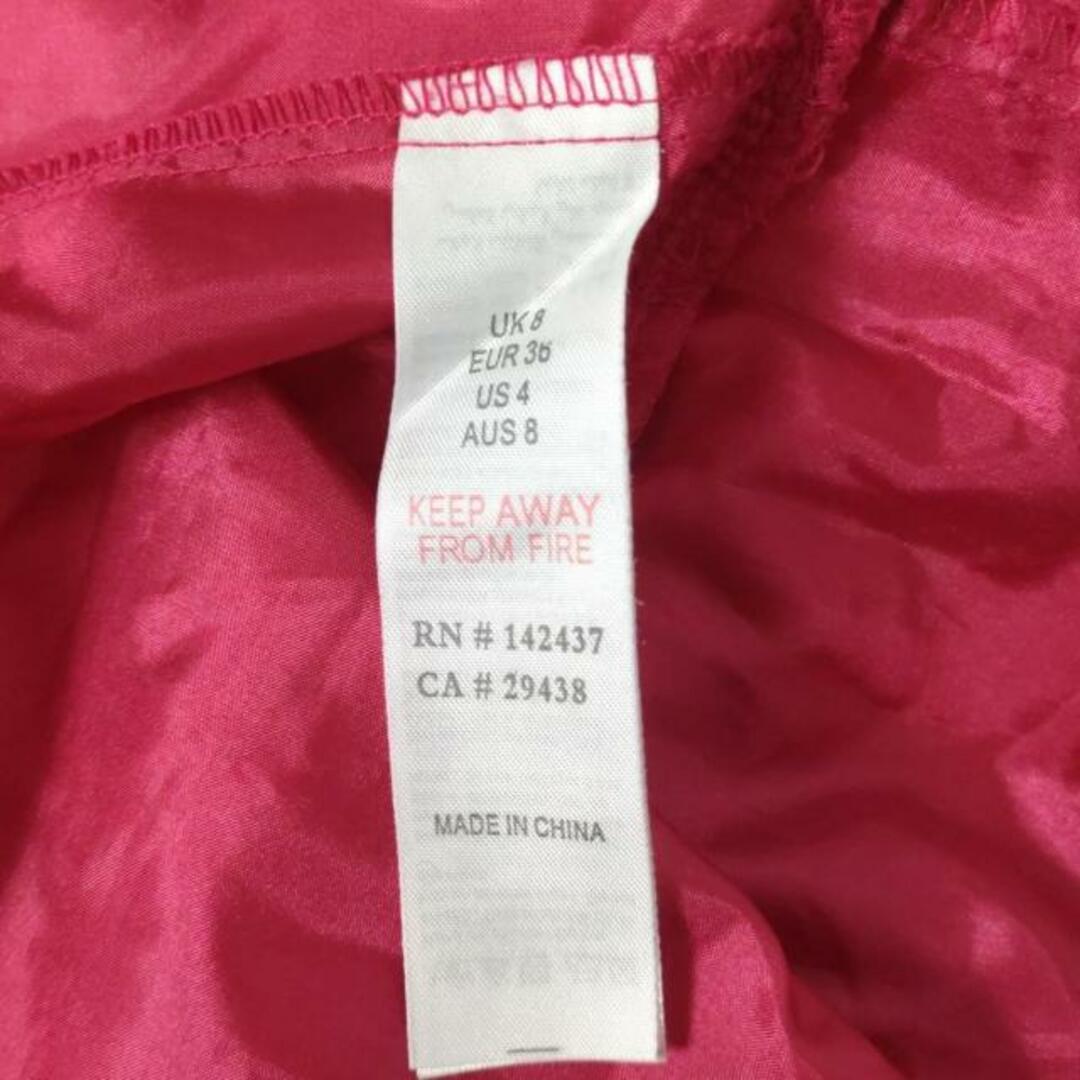 UK 8
EUR 36
US 4
AUS 8
KEEP AWAY
FROM FIRE
RN # 142437
CA # 29438
MADE IN CHINA